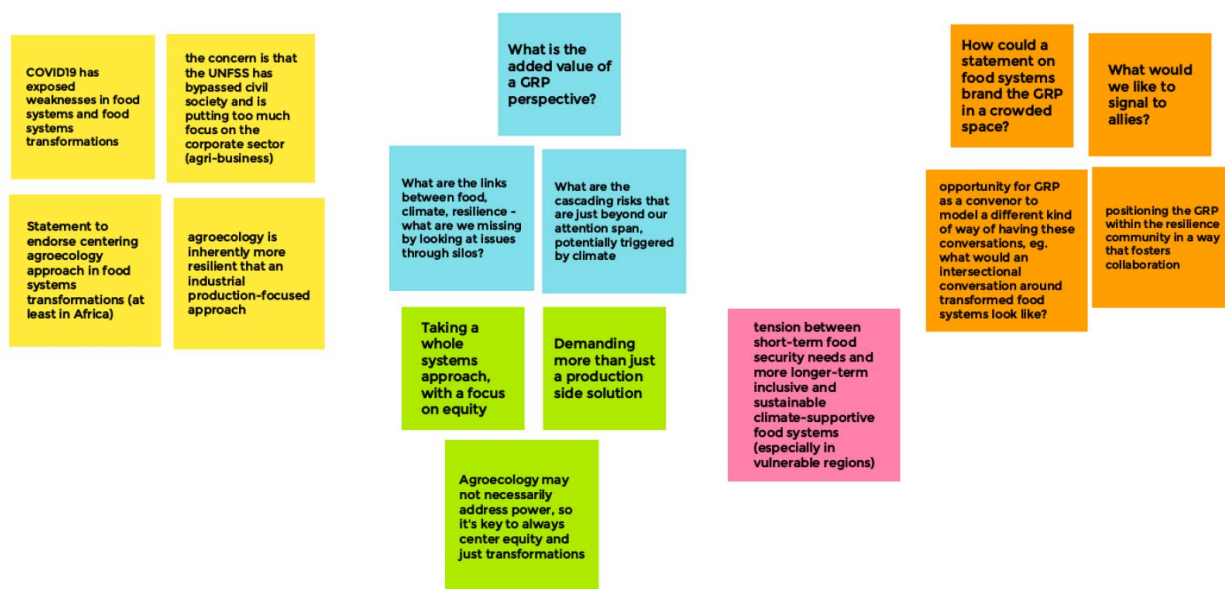 COVID19 has
exposed
weaknesses in food
systems and food
systems
transformations
the concern is that
the UNFSS has
bypassed civil
society and is
putting too much
focus on the
corporate sector
(agri-business)
Statement to
endorse centering
agroecology
approach in food
systems
transformations (at
least in Africa)
agroecology is
inherently more
resilient that an
industrial
production-focused
approach
What is the
added value of
a GRP
perspective?
What are the links
between food,
climate, resilience -
what are we missing
by looking at issues
through silos?
What are the
cascading risks that
are just beyond our
attention span,
potentially triggered
by climate
Taking a
whole
systems
approach,
with a focus
on equity
Demanding
more than just
a production
side solution
Agroecology may
not necessarily
address power, so
it's key to always
center equity and
just transformations
tension between
short-term food
security needs and
more longer-term
inclusive and
sustainable
climate-supportive
food systems
(especially in
vulnerable regions)
How could a
statement on
food systems
brand the GRP
in a crowded
space?
What would
we like to
signal to
allies?
opportunity for GRP
as a convenor to
model a different kind
of way of having these
conversations, eg.
what would an
intersectional
conversation around
transformed food
systems look like?
positioning the GRP
within the resilience
community in a way
that fosters
collaboration